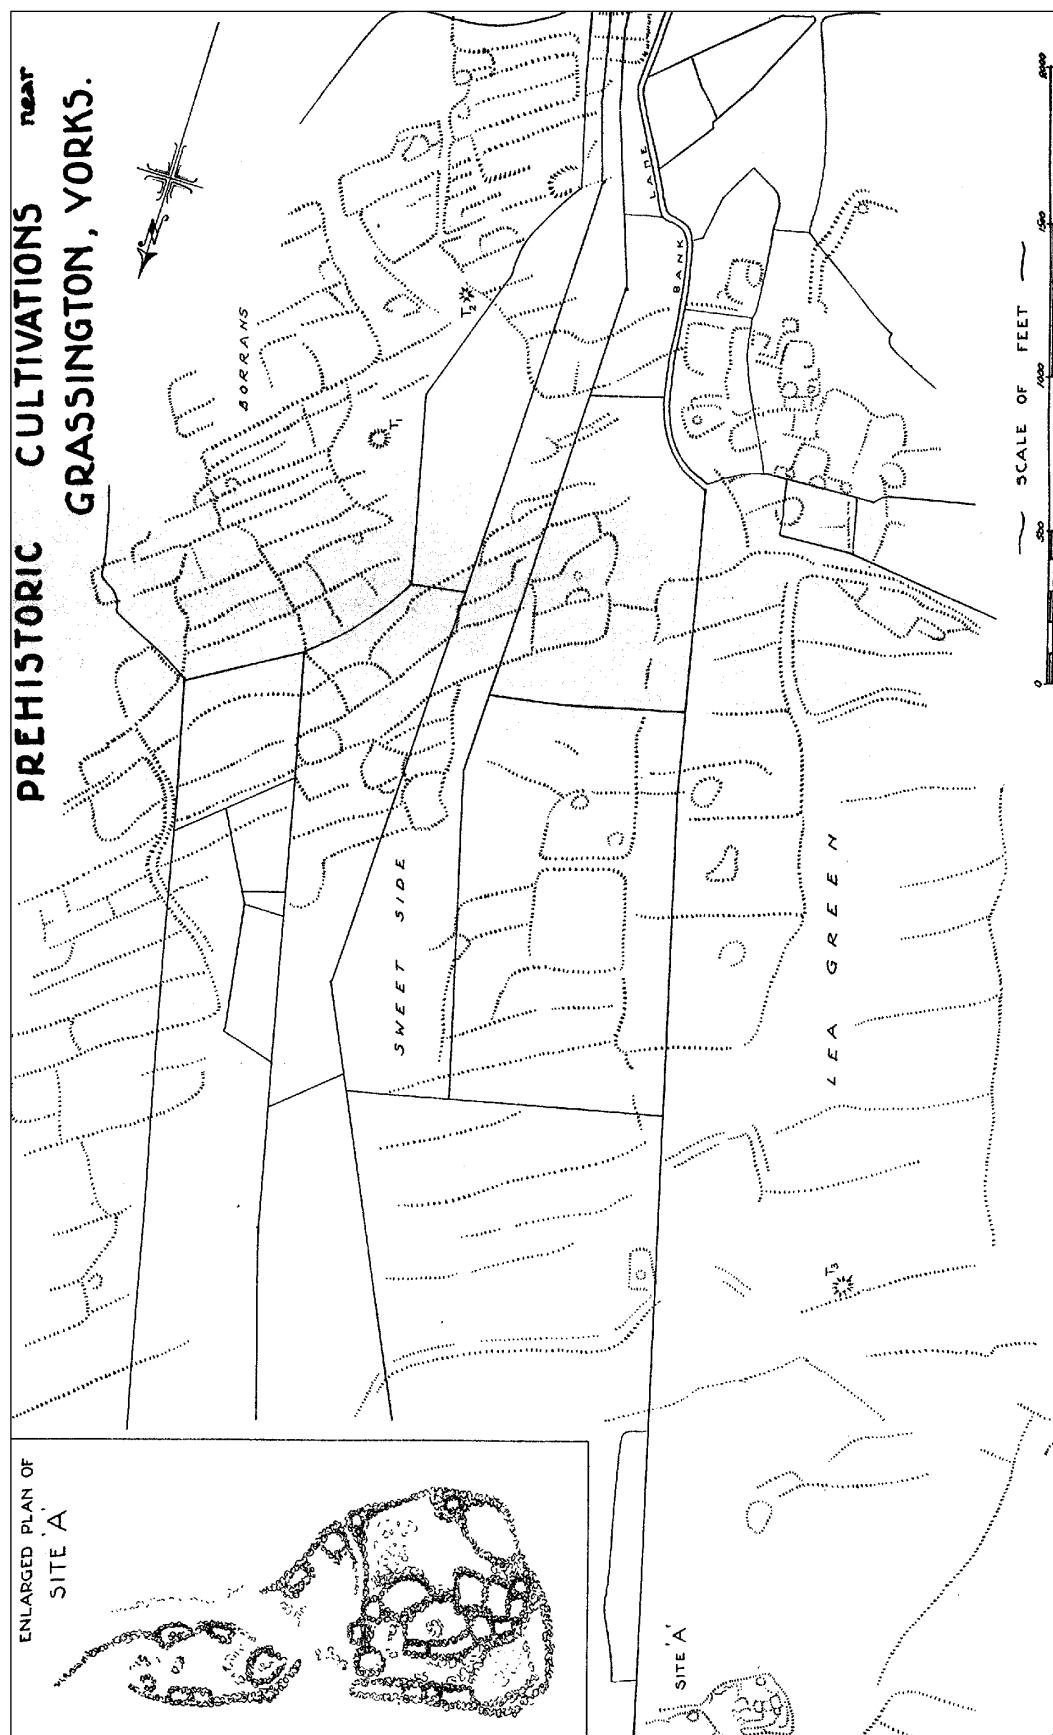 PREHISTORIC CULTIVATIONS near
GRASSINGTON, YORKS.
N
BORRANS
T1
T2
BANK LANE
SWEET SIDE
LEA GREEN
T3
SITE 'A'
ENLARGED PLAN OF
SITE 'A'
0 500 1000 1500 2000
SCALE OF FEET